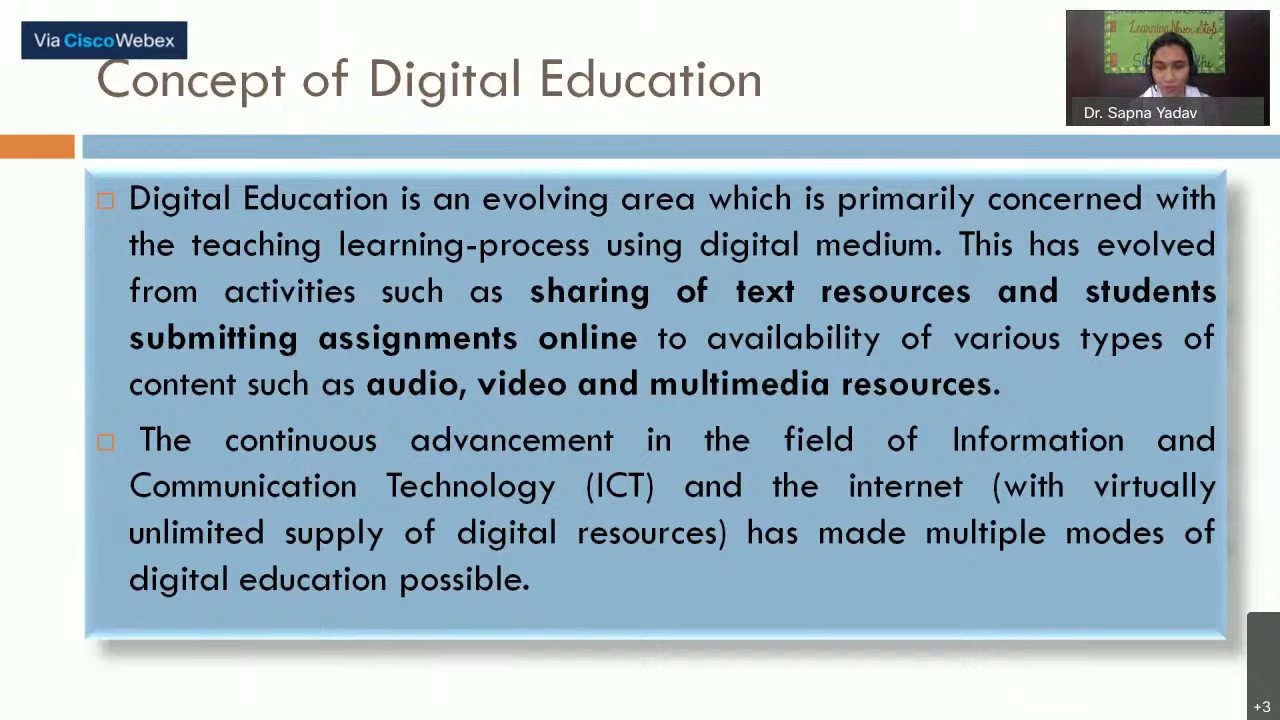 Via CiscoWebex
Concept of Digital Education
Learning Never Stop
Dr. Sapna Yadav
Digital Education is an evolving area which is primarily concerned with
the teaching learning-process using digital medium. This has evolved
from activities such as sharing of text resources and students
submitting assignments online to availability of various types of
content such as audio, video and multimedia resources.
The continuous advancement in the field of Information and
Communication Technology (ICT) and the internet (with virtually
unlimited supply of digital resources) has made multiple modes of
digital education possible.
+3